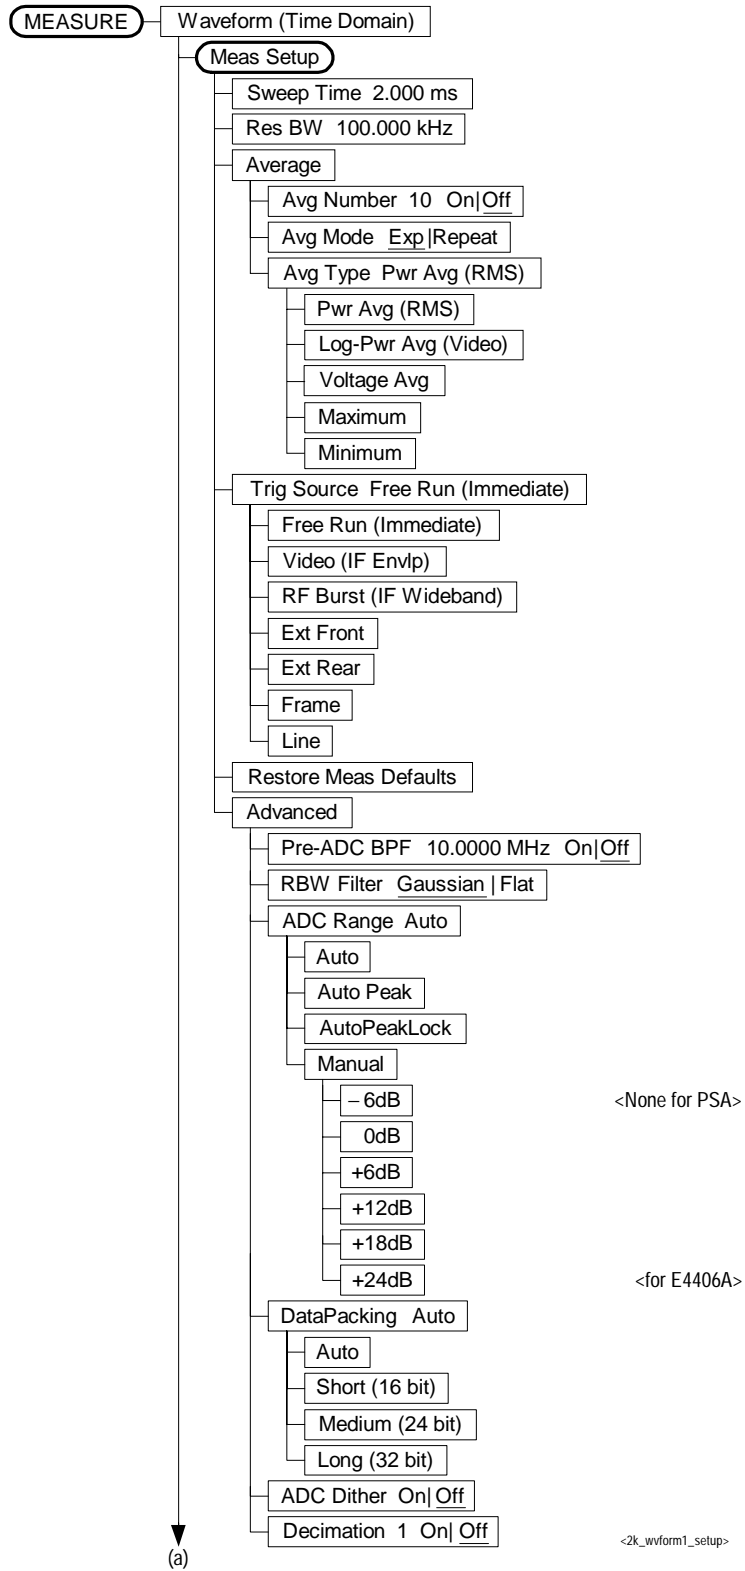 MEASURE Waveform (Time Domain)
Meas Setup
Sweep Time 2.000 ms
Res BW 100.000 kHz
Average
Avg Number 10 On|Off
Avg Mode Exp|Repeat
Avg Type Pwr Avg (RMS)
Pwr Avg (RMS)
Log-Pwr Avg (Video)
Voltage Avg
Maximum
Minimum
Trig Source Free Run (Immediate)
Free Run (Immediate)
Video (IF Envlp)
RF Burst (IF Wideband)
Ext Front
Ext Rear
Frame
Line
Restore Meas Defaults
Advanced
Pre-ADC BPF 10.0000 MHz On|Off
RBW Filter Gaussian | Flat
ADC Range Auto
Auto
Auto Peak
AutoPeakLock
Manual
– 6dB <None for PSA>
0dB
+6dB
+12dB
+18dB
+24dB <for E4406A>
DataPacking Auto
Auto
Short (16 bit)
Medium (24 bit)
Long (32 bit)
ADC Dither On| Off
Decimation 1 On| Off
<2k_wvform1_setup>
(a)